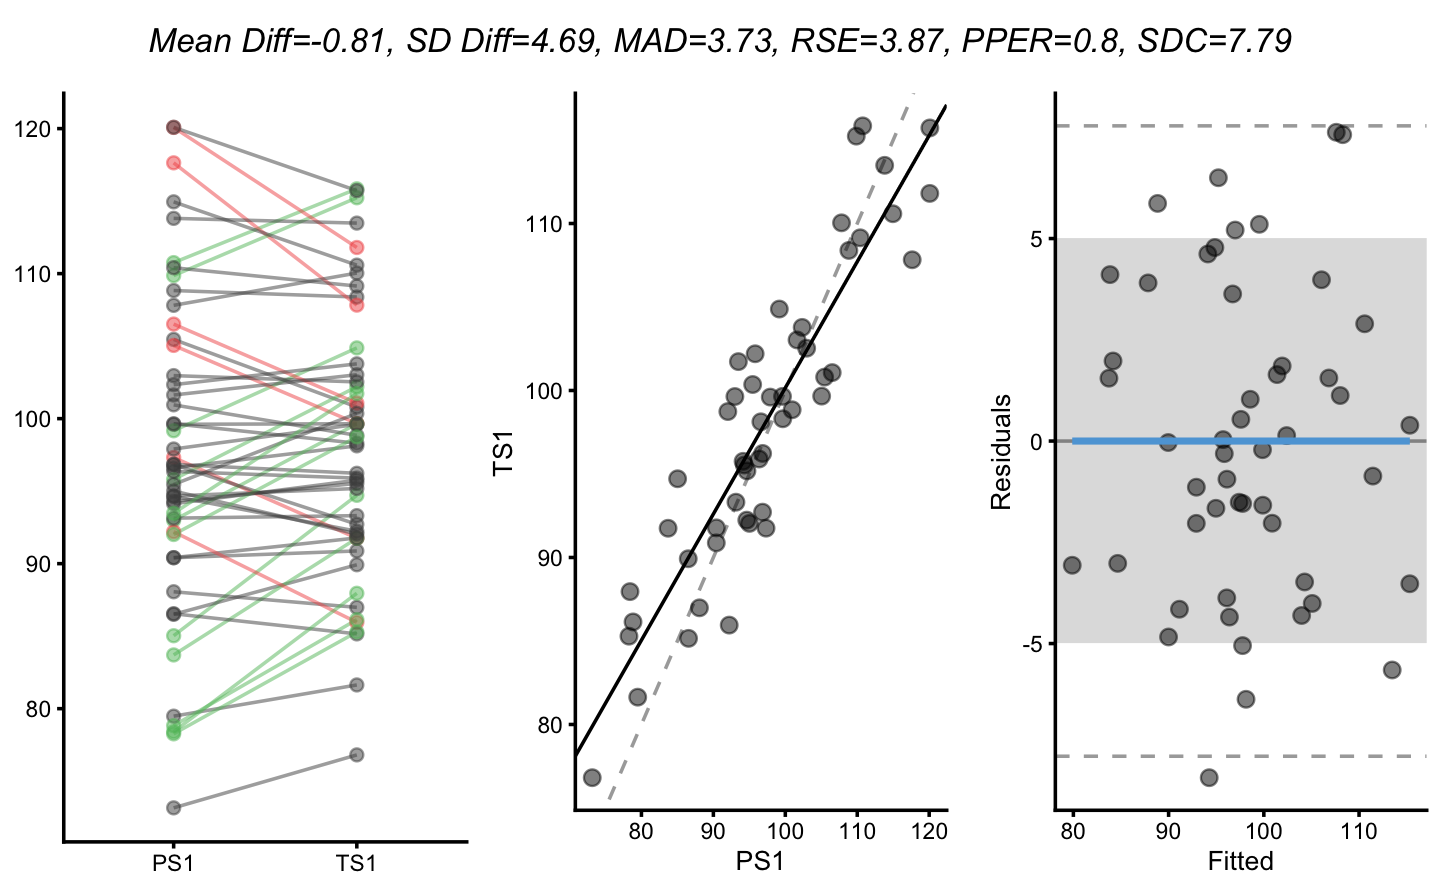 Mean Diff=-0.81, SD Diff=4.69, MAD=3.73, RSE=3.87, PPER=0.8, SDC=7.79
120
110
100
90
80
PS1 TS1
TS1
110
100
90
80
80 90 100 110 120
PS1
Residuals
5
0
-5
80 90 100 110
Fitted